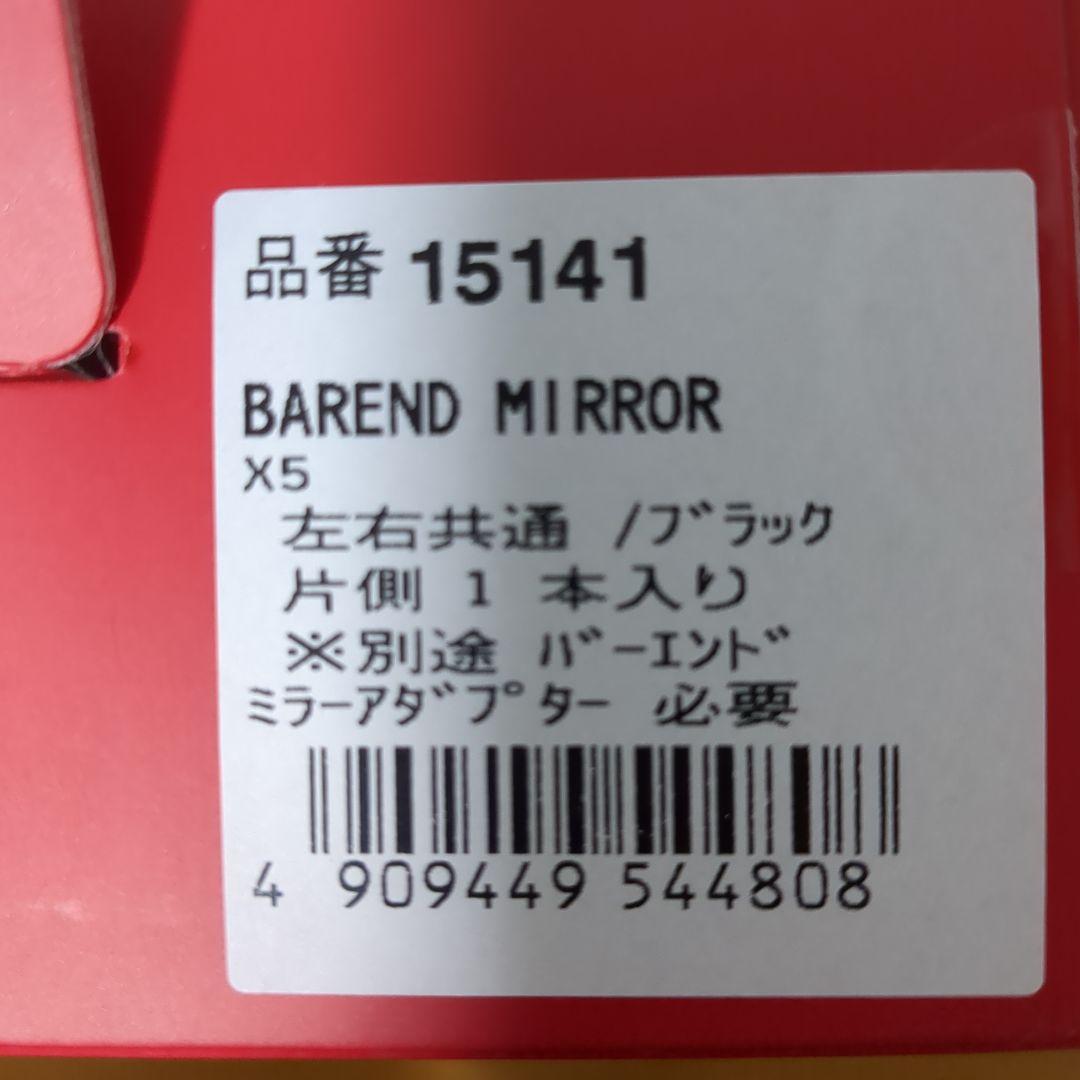 品番 15141
BAREND MIRROR
X5
左右共通 /ブラック
片側 1 本入り
※別途 バーエンド
ミラーアダプター 必要
4 909449 544808